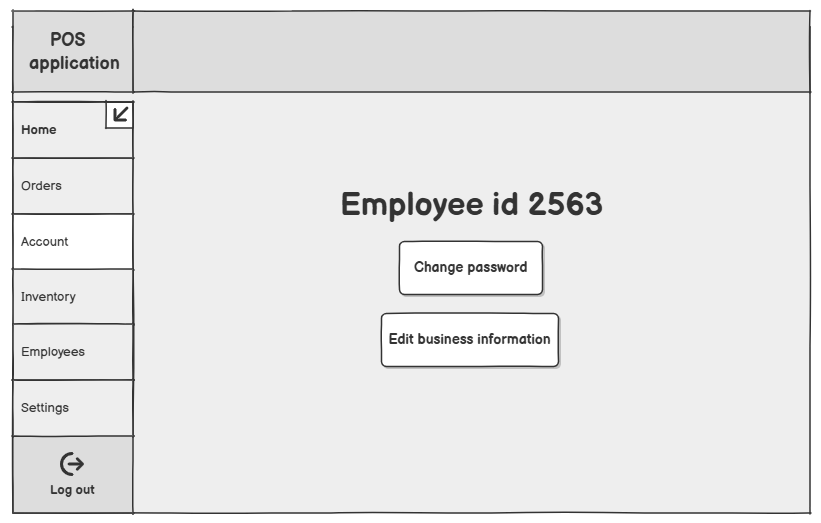 POS
application
Home
Orders
Account
Inventory
Employees
Settings
Log out
Employee id 2563
Change password
Edit business information